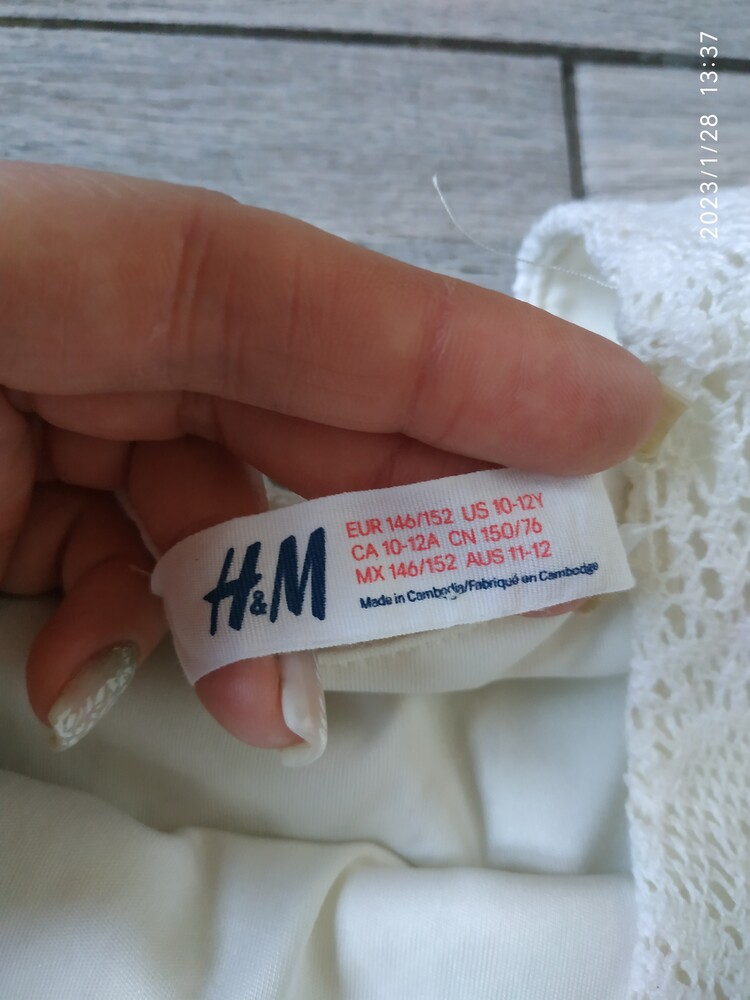 H&M
EUR 146/152 US 10-12Y
CA 10-12A CN 150/76
MX 146/152 AUS 11-12
Made in Cambodia/Fabriqué en Cambodge
2023/1/28 13:37